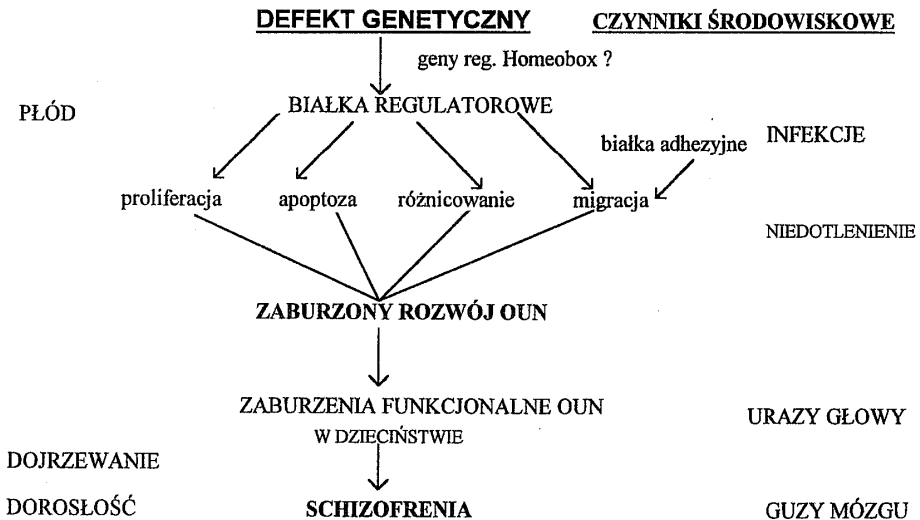 DEFEKT GENETYCZNY CZYNNIKI ŚRODOWISKOWE
geny reg. Homeobox ?
PŁÓD BIAŁKA REGULATOROWE
białka adhezyjne INFEKCJE
proliferacja apoptoza różnicowanie migracja
NIEDOTLENIENIE
ZABURZONY ROZWÓJ OUN
ZABURZENIA FUNKCJONALNE OUN
W DZIECIŃSTWIE
URAZY GŁOWY
DOJRZEWANIE
DOROSŁOŚĆ SCHIZOFRENIA GUZY MÓZGU